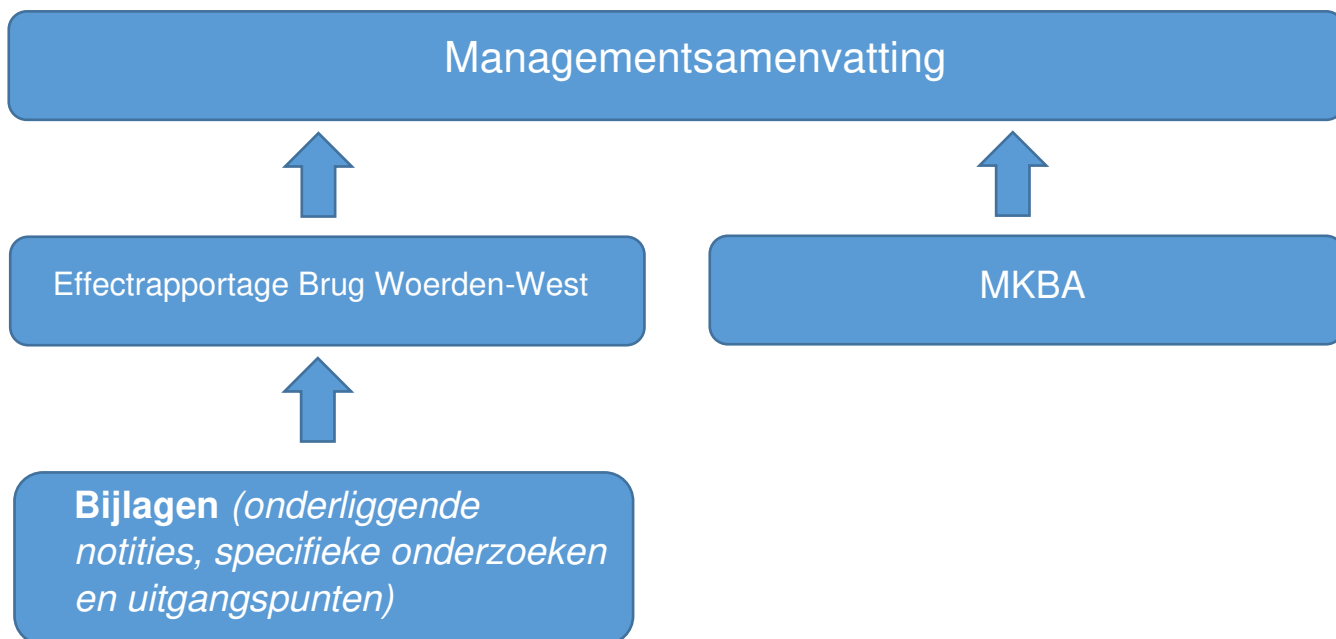 Managementsamenvatting
Effectrapportage Brug Woerden-West
MKBA
Bijlagen (onderliggende
notities, specifieke onderzoeken
en uitgangspunten)